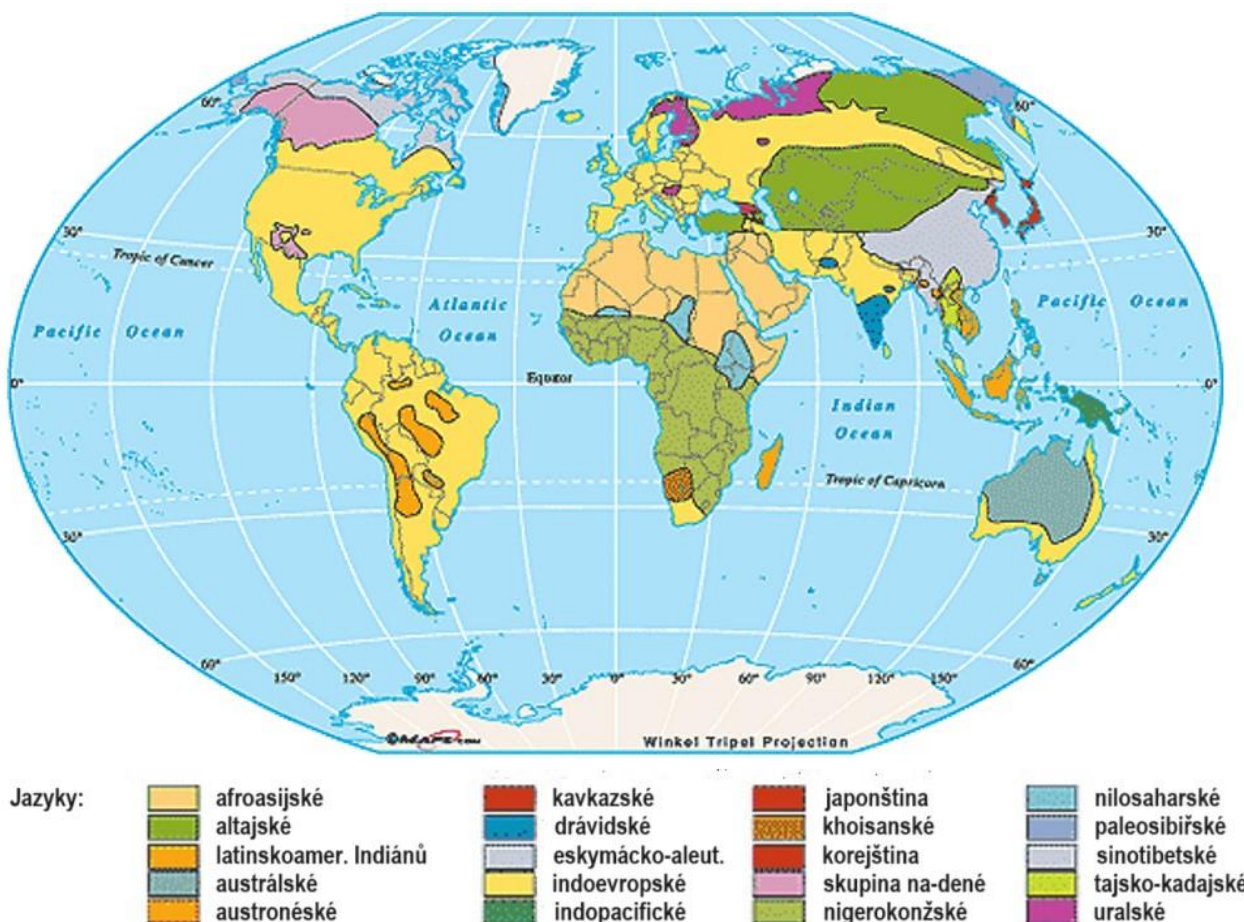 60°
60°
30°
Tropic of Cancer
30°
Atlantic
Ocean
Pacific Ocean
Pacific Ocean
0°
Equator
0°
Indian
Ocean
Tropic of Capricorn
30°
30°
60°
150°
120°
90°
60°
30°
0°
30°
60°
90°
120°
150°
60°
Winkel Tripel Projection
Jazyky:
afroasijské
altajské
latinskoamer. Indiánů
austrálské
austronéské
kavkazské
drávidské
eskymácko-aleut.
indoevropské
indopacifické
japonština
khoisanské
korejština
skupina na-dené
nigerokonžské
nilosaharské
paleosibiřské
sinotibetské
tajsko-kadajské
uralské